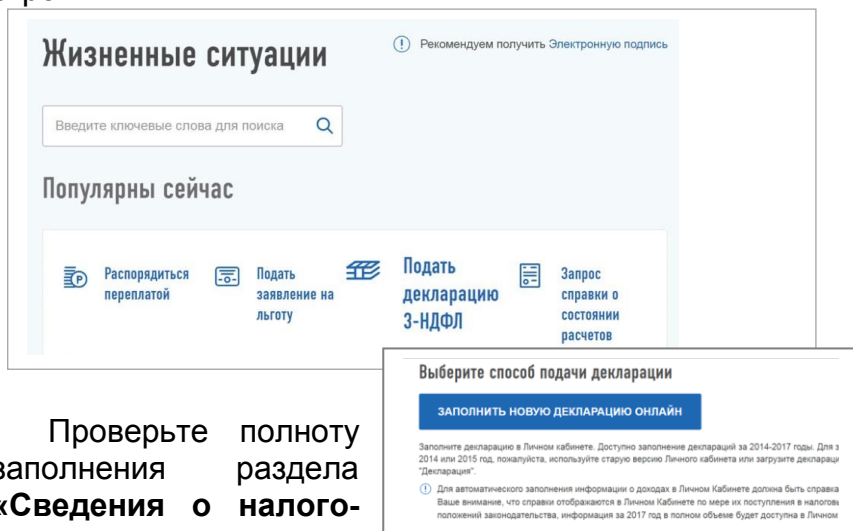 Жизненные ситуации
Рекомендуем получить Электронную подпись
Введите ключевые слова для поиска
Популярны сейчас
Распорядиться переплатой
Подать заявление на льготу
Подать декларацию 3-НДФЛ
Запрос справки о состоянии расчетов
Выберите способ подачи декларации
ЗАПОЛНИТЬ НОВУЮ ДЕКЛАРАЦИЮ ОНЛАЙН
Заполните декларацию в Личном кабинете. Доступно заполнение деклараций за 2014-2017 годы. Для з
2014 или 2015 год, пожалуйста, используйте старую версию Личного кабинета или загрузите деклараци
"Декларация".
Для автоматического заполнения информации о доходах в Личном Кабинете должна быть справка
Ваше внимание, что справки отображаются в Личном Кабинете по мере их поступления в налоговы
положений законодательства, информация за 2017 год в полном объеме будет доступна в Личном
Проверьте полноту
заполнения раздела
«Сведения о налого-